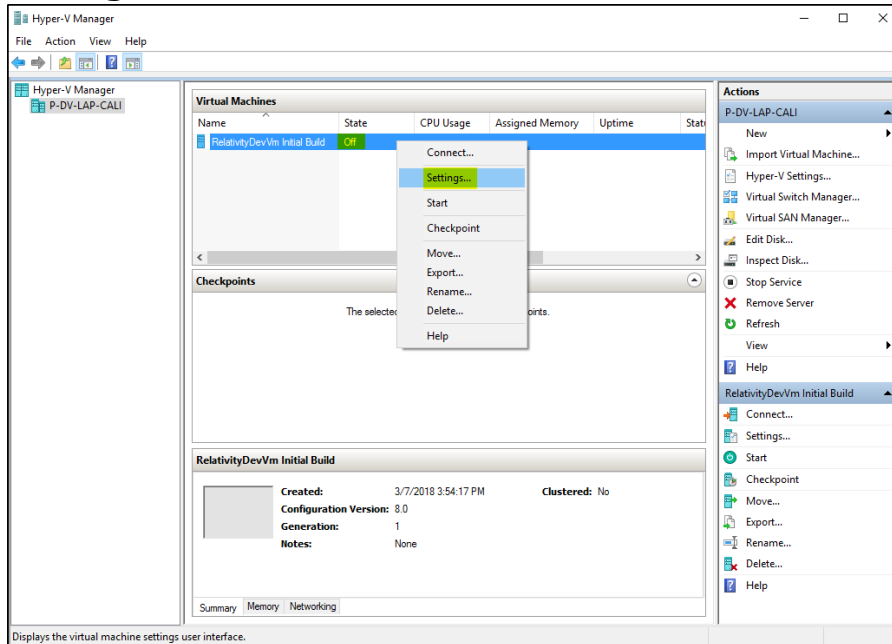 Hyper-V Manager
File Action View Help
Hyper-V Manager
P-DV-LAP-CALI
Virtual Machines
Name State CPU Usage Assigned Memory Uptime
RelativityDevVm Initial Build Off
Connect...
Settings...
Start
Checkpoint
Move...
Export...
Rename...
Delete...
Help
Checkpoints
The selected
RelativityDevVm Initial Build
Created: 3/7/2018 3:54:17 PM Clustered: No
Configuration Version: 8.0
Generation: 1
Notes: None
Summary Memory Networking
Actions
P-DV-LAP-CALI
New
Import Virtual Machine...
Hyper-V Settings...
Virtual Switch Manager...
Virtual SAN Manager...
Edit Disk...
Inspect Disk...
Stop Service
Remove Server
Refresh
View
Help
RelativityDevVm Initial Build
Connect...
Settings...
Start
Checkpoint
Move...
Export...
Rename...
Delete...
Help
Displays the virtual machine settings user interface.